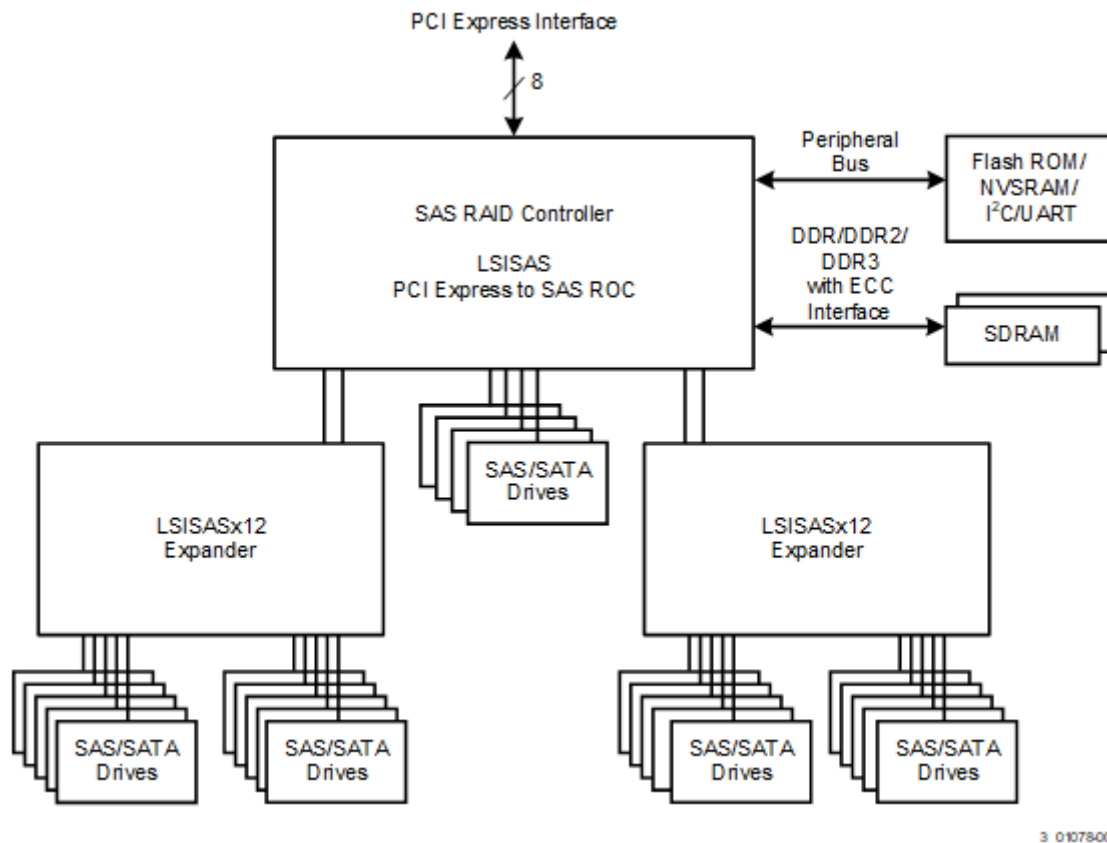 PCI Express Interface
8
SAS RAID Controller
LSISAS
PCI Express to SAS ROC
Peripheral
Bus
Flash ROM/
NVSRAM/
I²C/UART
DDR/DDR2/
DDR3
with ECC
Interface
SDRAM
SAS/SATA
Drives
LSISASx12
Expander
LSISASx12
Expander
SAS/SATA
Drives
SAS/SATA
Drives
SAS/SATA
Drives
SAS/SATA
Drives
3_01078-00